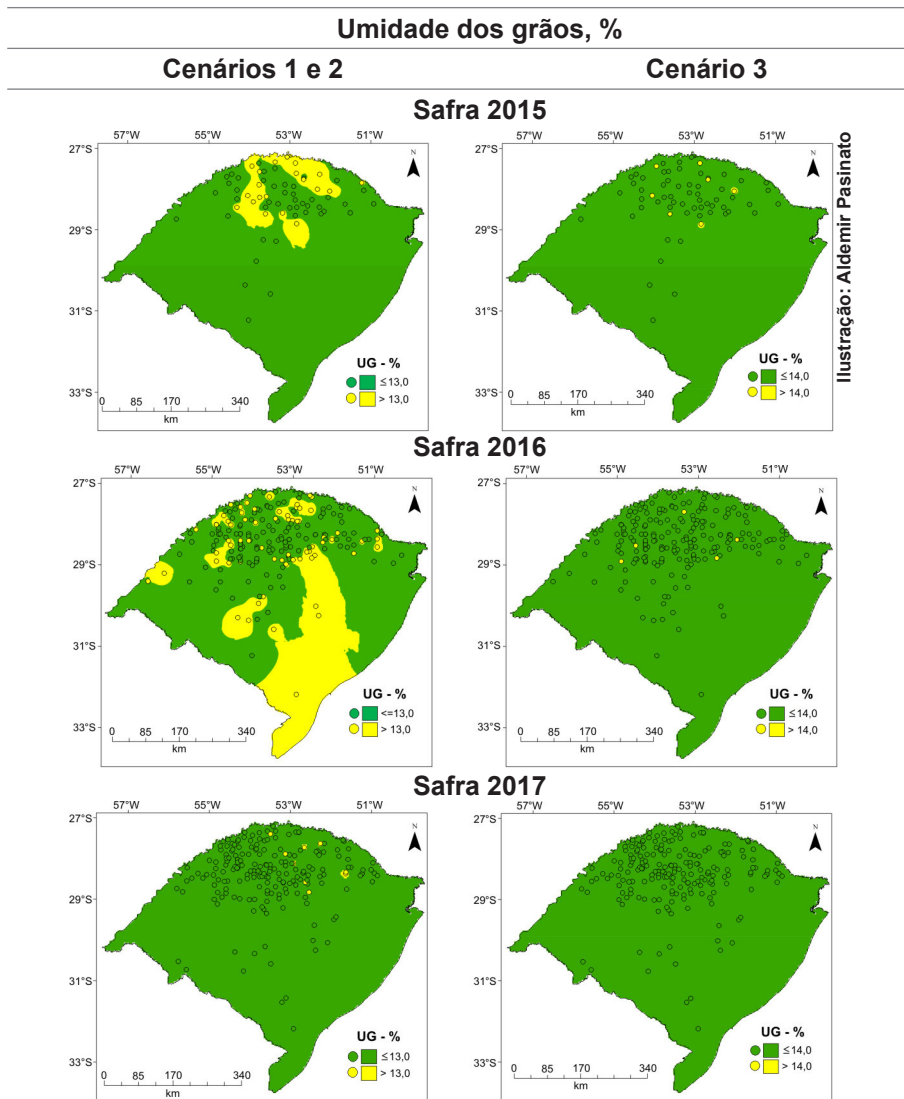 Umidade dos grãos, %
Cenários 1 e 2
Cenário 3
Safra 2015
57°W 55°W 53°W 51°W
27°S
29°S
31°S
33°S
N
UG - %
≤13,0
> 13,0
0 85 170 340
km
57°W 55°W 53°W 51°W
27°S
29°S
31°S
33°S
N
UG - %
≤14,0
> 14,0
0 85 170 340
km
Ilustração: Aldemir Pasinato
Safra 2016
57°W 55°W 53°W 51°W
27°S
29°S
31°S
33°S
N
UG - %
<=13,0
> 13,0
0 85 170 340
km
57°W 55°W 53°W 51°W
27°S
29°S
31°S
33°S
N
UG - %
≤14,0
> 14,0
0 85 170 340
km
Safra 2017
57°W 55°W 53°W 51°W
27°S
29°S
31°S
33°S
N
UG - %
≤13,0
> 13,0
0 85 170 340
km
57°W 55°W 53°W 51°W
27°S
29°S
31°S
33°S
N
UG - %
≤14,0
> 14,0
0 85 170 340
km